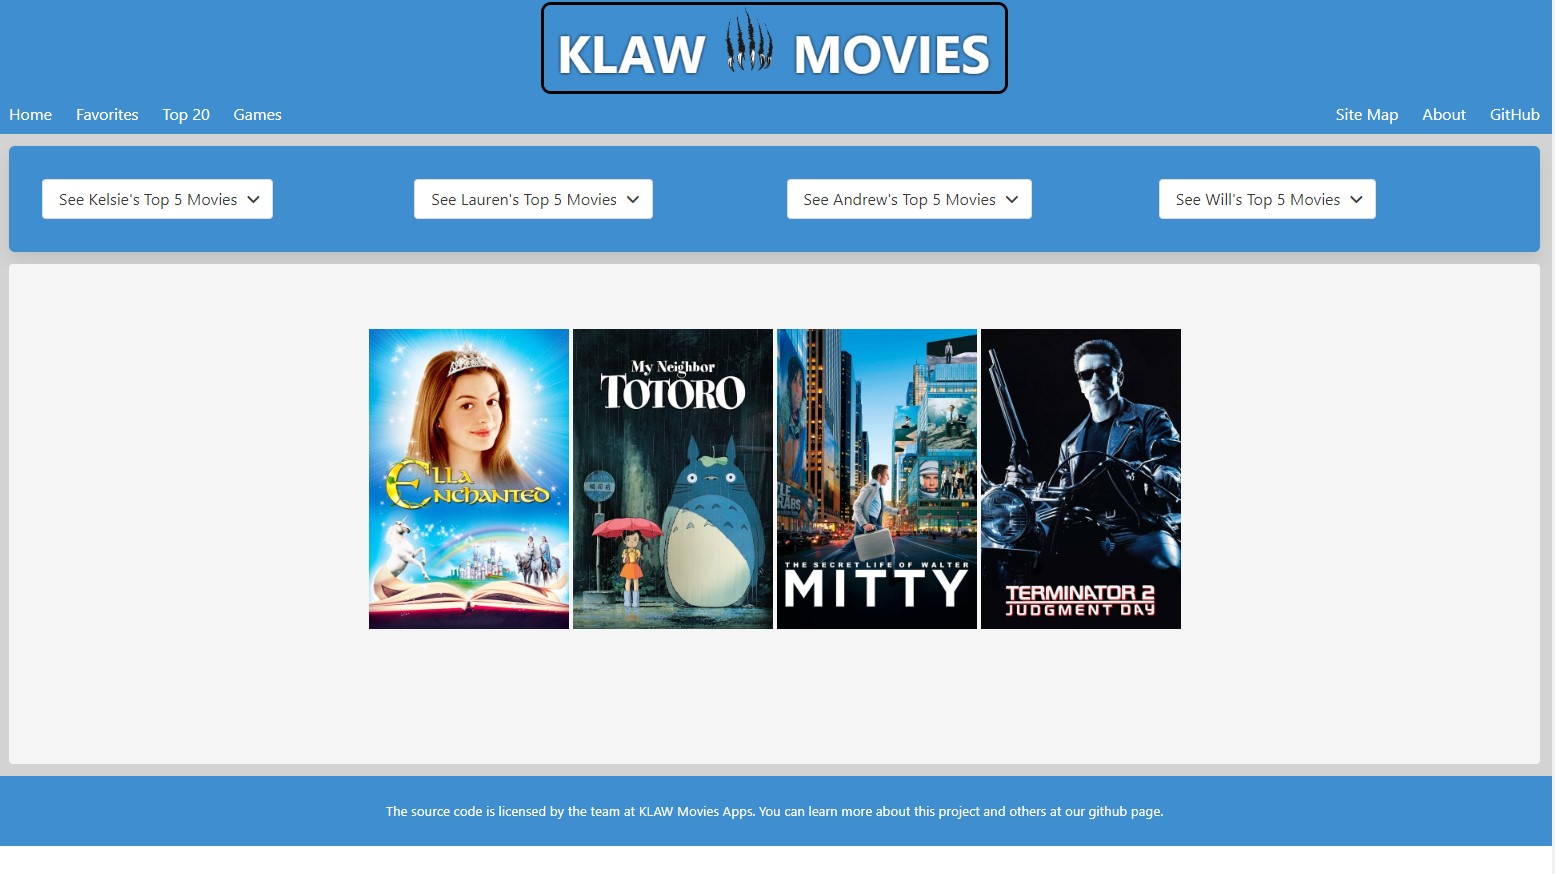 KLAW MOVIES
Home Favorites Top 20 Games Site Map About GitHub
See Kelsie's Top 5 Movies See Lauren's Top 5 Movies See Andrew's Top 5 Movies See Will's Top 5 Movies
Ella
Enchanted
My Neighbor
TOTORO
THE SECRET LIFE OF WALTER
MITTY
TERMINATOR 2
JUDGMENT DAY
The source code is licensed by the team at KLAW Movies Apps. You can learn more about this project and others at our github page.